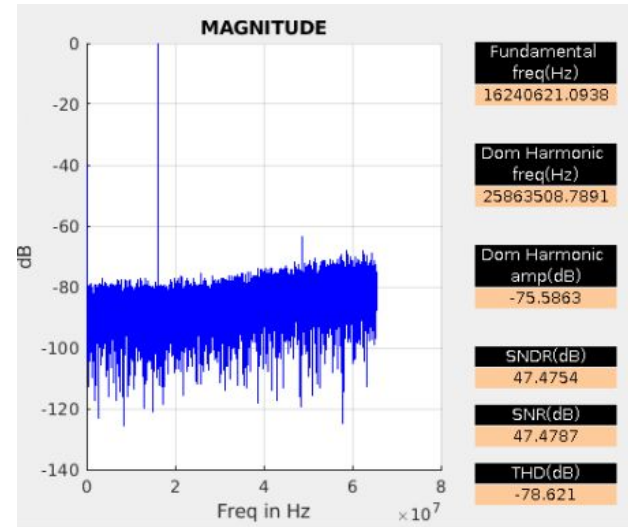 MAGNITUDE
0
-20
-40
-60
-80
-100
-120
-140
dB
0
2
4
6
8
×10⁷
Freq in Hz
Fundamental
freq(Hz)
16240621.0938
Dom Harmonic
freq(Hz)
25863508.7891
Dom Harmonic
amp(dB)
-75.5863
SNDR(dB)
47.4754
SNR(dB)
47.4787
THD(dB)
-78.621